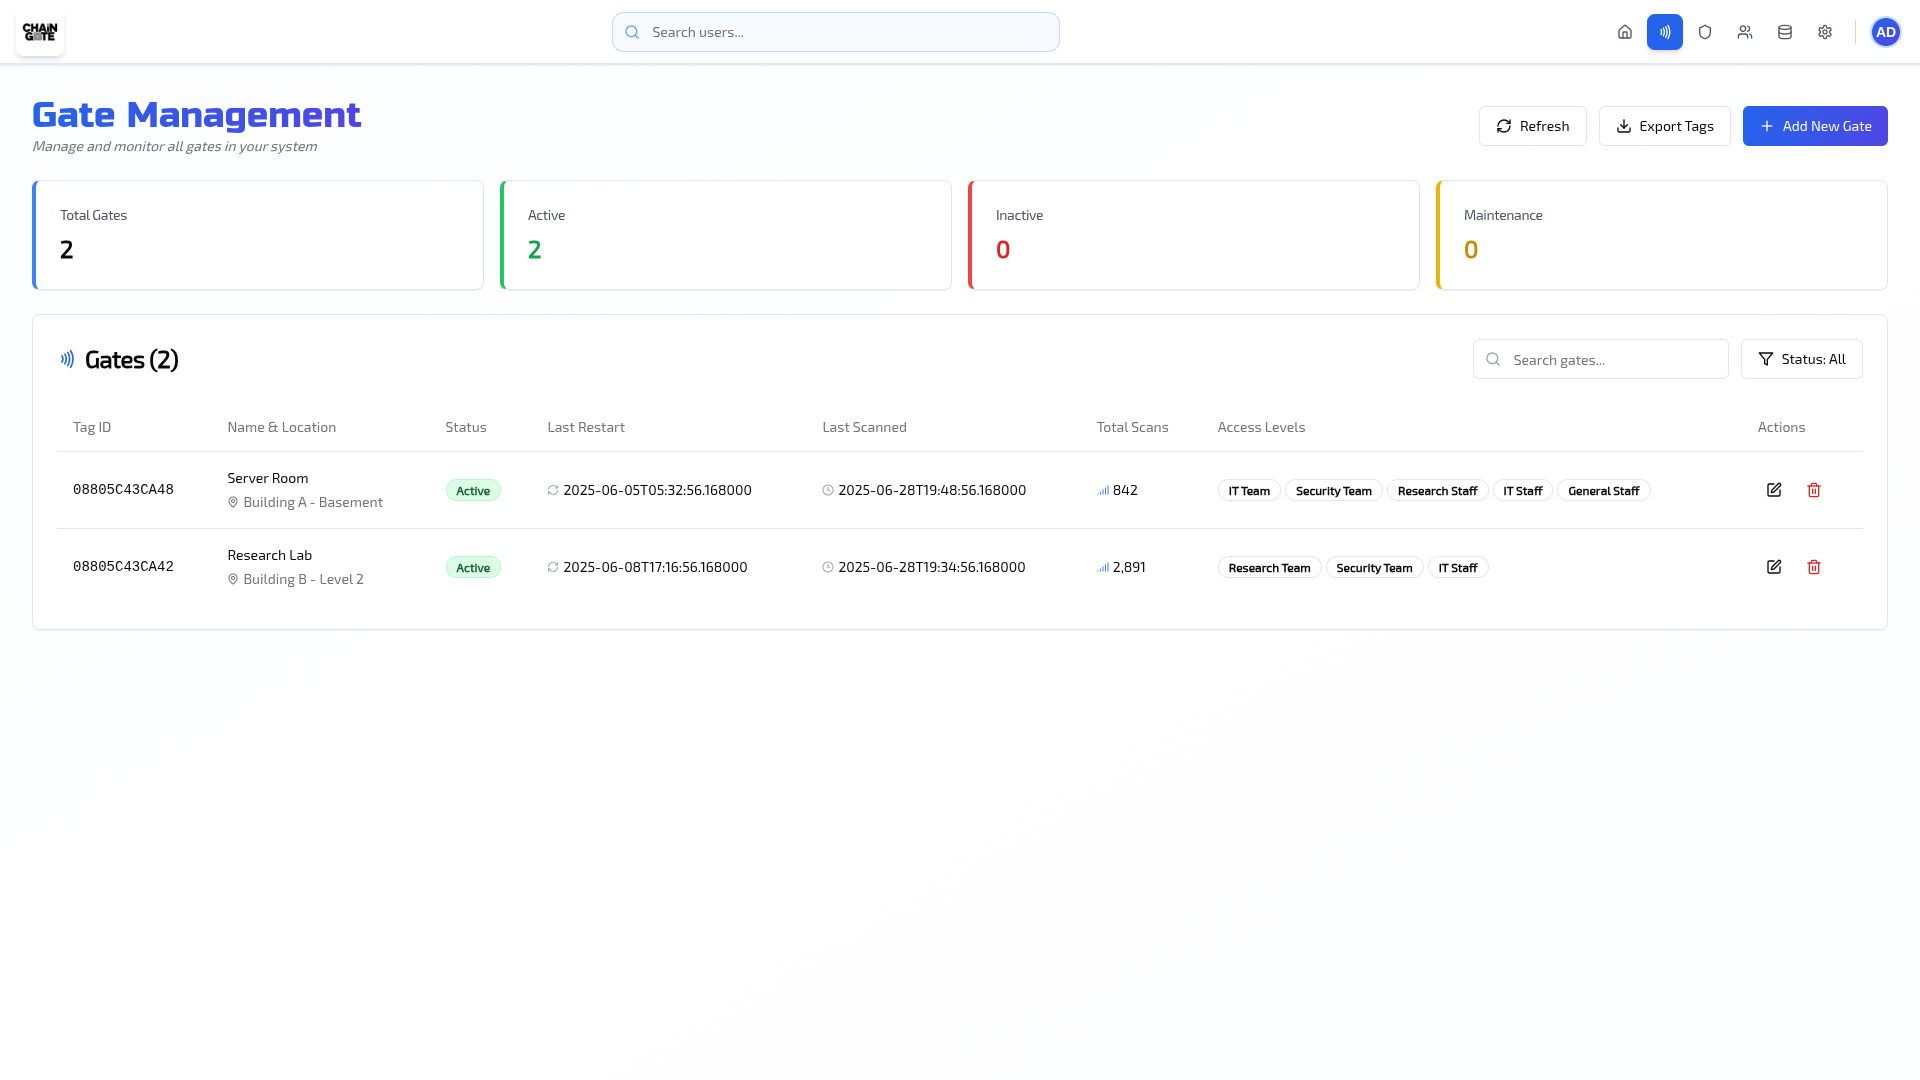 CHAIN
GATE
Search users...
AD
Gate Management
Manage and monitor all gates in your system
Refresh
Export Tags
Add New Gate
Total Gates
2
Active
2
Inactive
0
Maintenance
0
Gates (2)
Search gates...
Status: All
Tag ID Name & Location Status Last Restart Last Scanned Total Scans Access Levels Actions
08805C43CA48 Server Room Building A - Basement Active 2025-06-05T05:32:56.168000 2025-06-28T19:48:56.168000 842 IT Team Security Team Research Staff IT Staff General Staff
08805C43CA42 Research Lab Building B - Level 2 Active 2025-06-08T17:16:56.168000 2025-06-28T19:34:56.168000 2,891 Research Team Security Team IT Staff